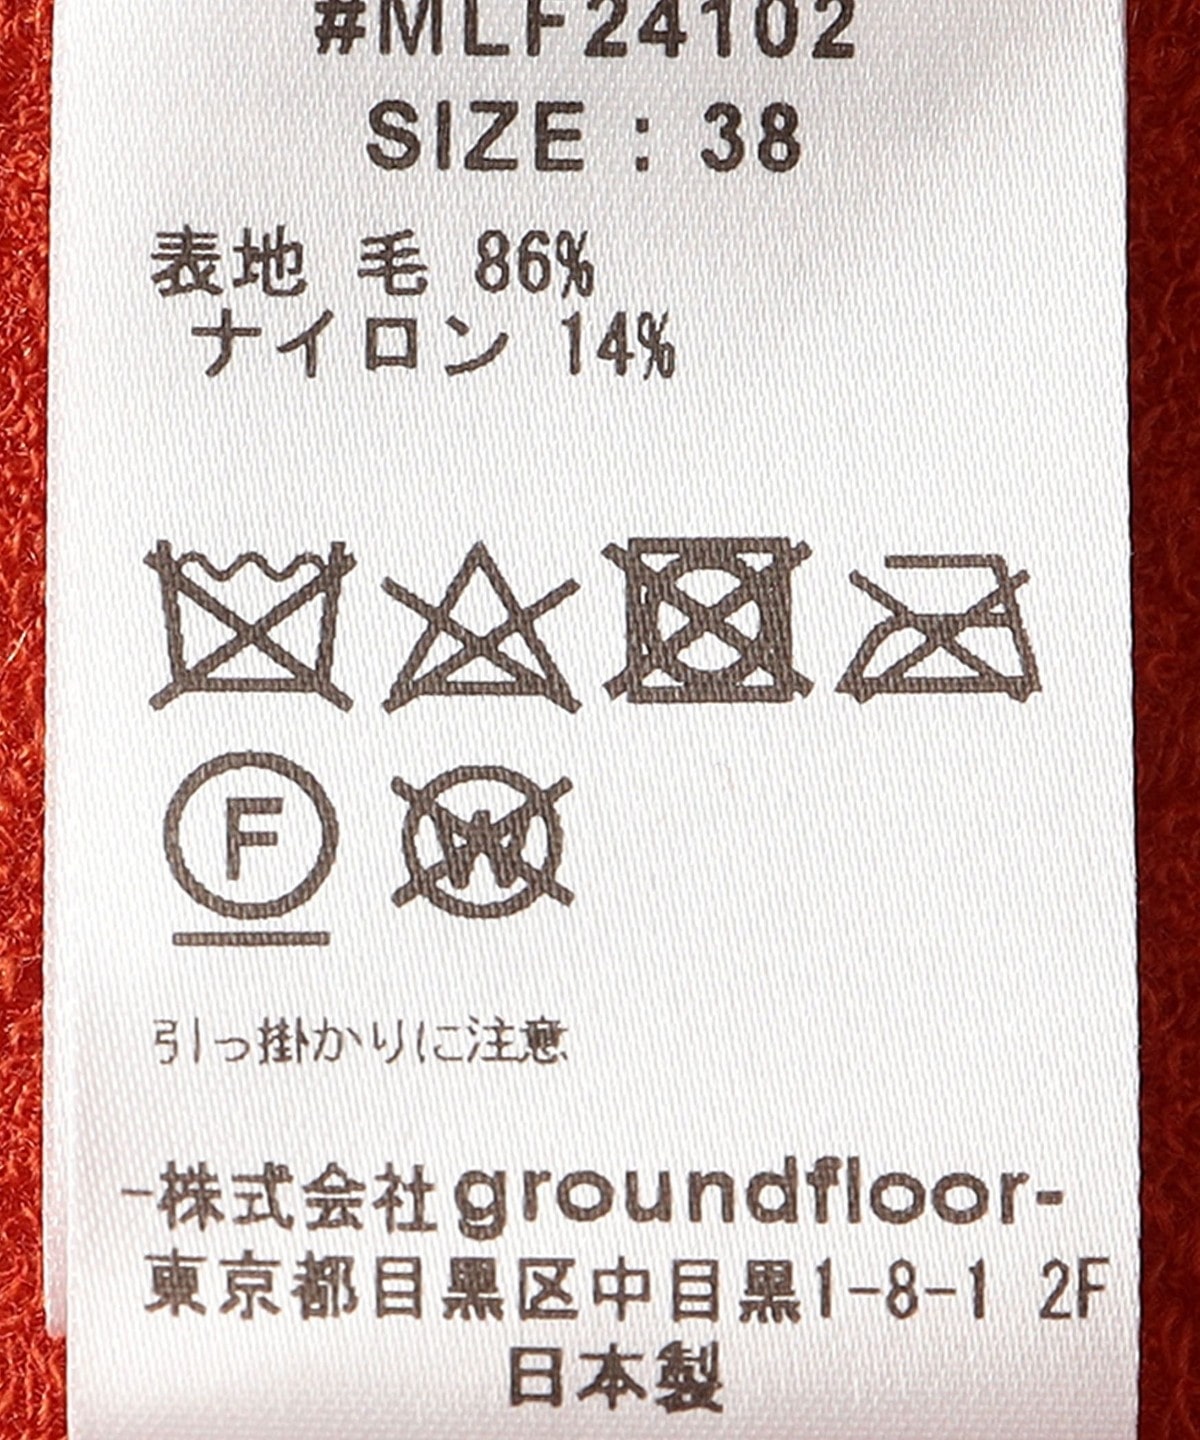 #MLF24102
SIZE : 38
表地 毛 86%
ナイロン 14%
F
W
引っ掛かりに注意
-株式会社groundfloor-
東京都目黒区中目黒1-8-1 2F
日本製